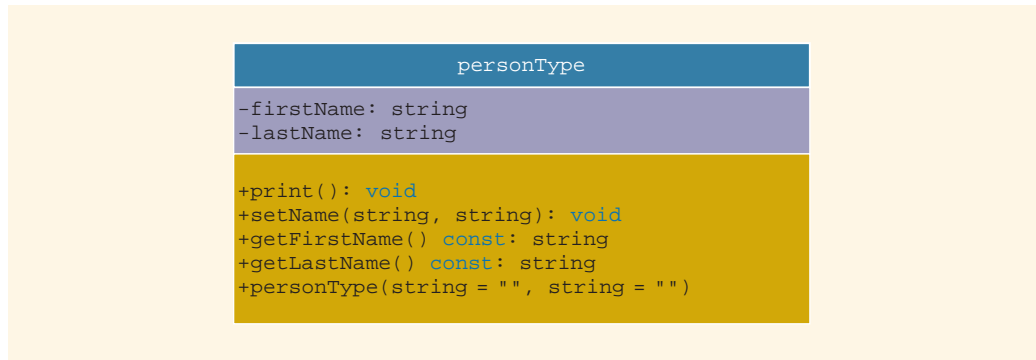 personType
-firstName: string
-lastName: string
+print(): void
+setName(string, string): void
+getFirstName() const: string
+getLastName() const: string
+personType(string = "", string = "")